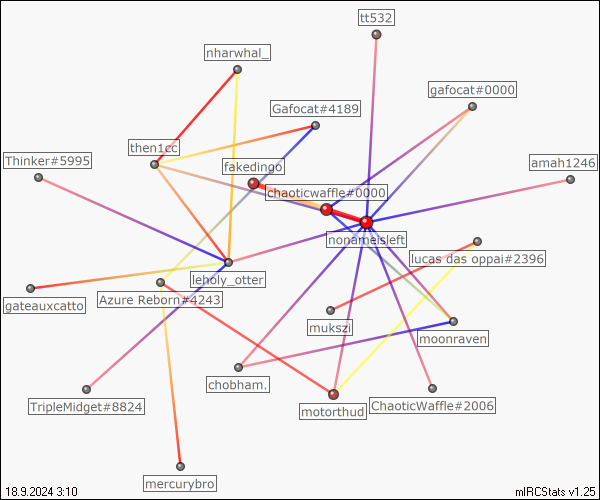 tt532
nharwhal_
gafocat#0000
Gafocat#4189
then1cc
Thinker#5995
fakedingo
amah1246
chaoticwaffle#0000
nonameisleft
lucas das oppai#2396
leholy_otter
Azure Reborn#4243
gateauxcatto
mukszi
moonraven
chobham.
TripleMidget#8824
motorthud
ChaoticWaffle#2006
mercurybro
18.9.2024 3:10
mIRCStats v1.25